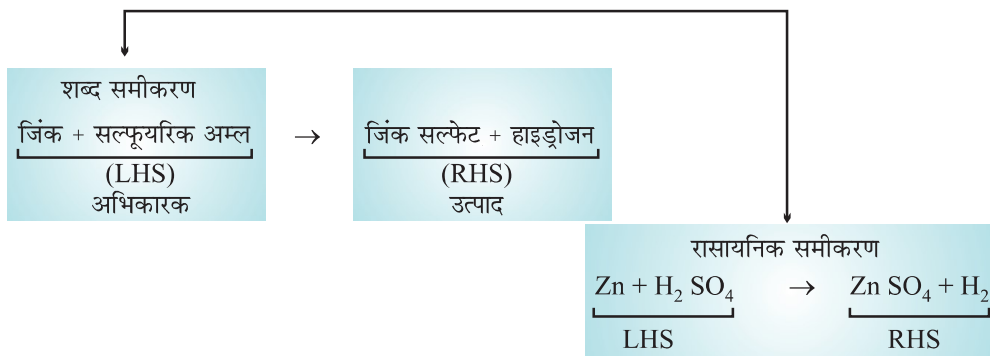 शब्द समीकरण
जिंक + सल्फूयरिक अम्ल → जिंक सल्फेट + हाइड्रोजन
(LHS) (RHS)
अभिकारक उत्पाद
रासायनिक समीकरण
Zn + H₂ SO₄ → Zn SO₄ + H₂
LHS RHS